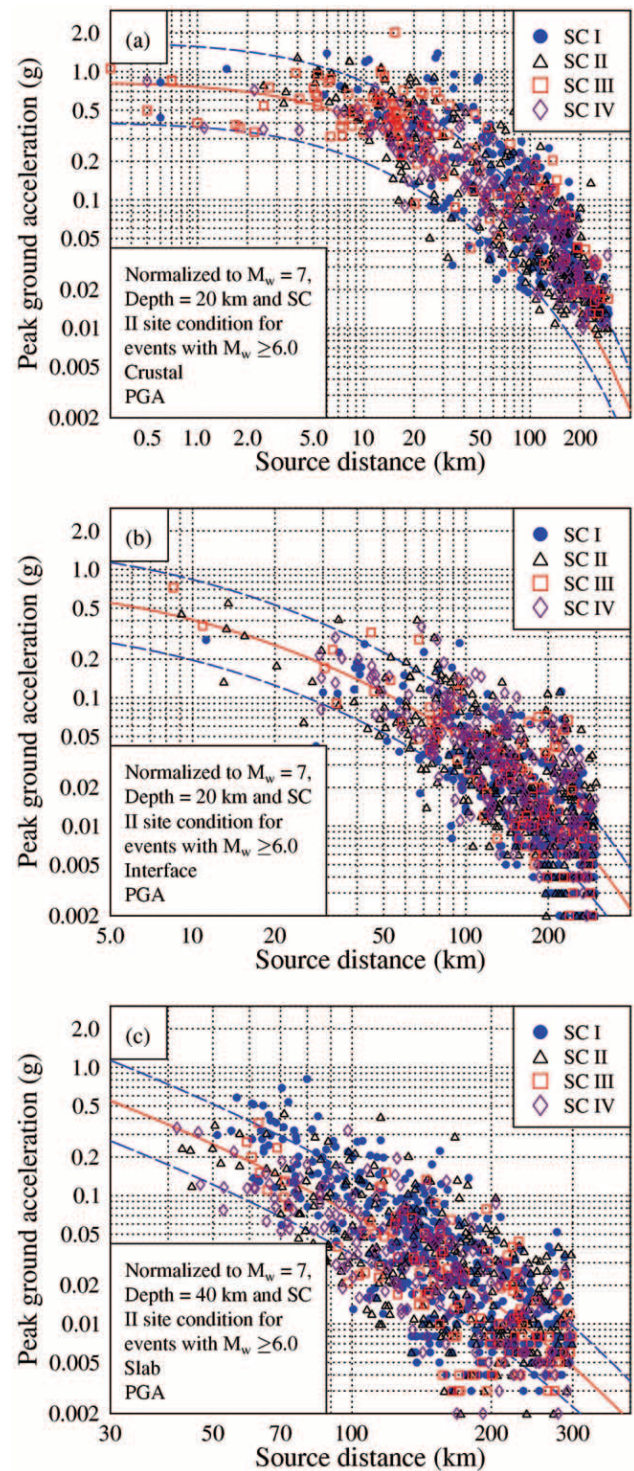 (a)
SC I
SC II
SC III
SC IV
2.0
1.0
0.5
0.2
0.1
0.05
0.02
0.01
0.005
0.002
Peak ground acceleration (g)
Normalized to Mw = 7,
Depth = 20 km and SC
II site condition for
events with Mw ≥6.0
Crustal
PGA
0.5 1.0 2.0 5.0 10 20 50 100 200
Source distance (km)
(b)
SC I
SC II
SC III
SC IV
2.0
1.0
0.5
0.2
0.1
0.05
0.02
0.01
0.005
0.002
Peak ground acceleration (g)
Normalized to Mw = 7,
Depth = 20 km and SC
II site condition for
events with Mw ≥6.0
Interface
PGA
5.0 10 20 50 100 200
Source distance (km)
(c)
SC I
SC II
SC III
SC IV
2.0
1.0
0.5
0.2
0.1
0.05
0.02
0.01
0.005
0.002
Peak ground acceleration (g)
Normalized to Mw = 7,
Depth = 40 km and SC
II site condition for
events with Mw ≥6.0
Slab
PGA
30 50 70 100 200 300
Source distance (km)